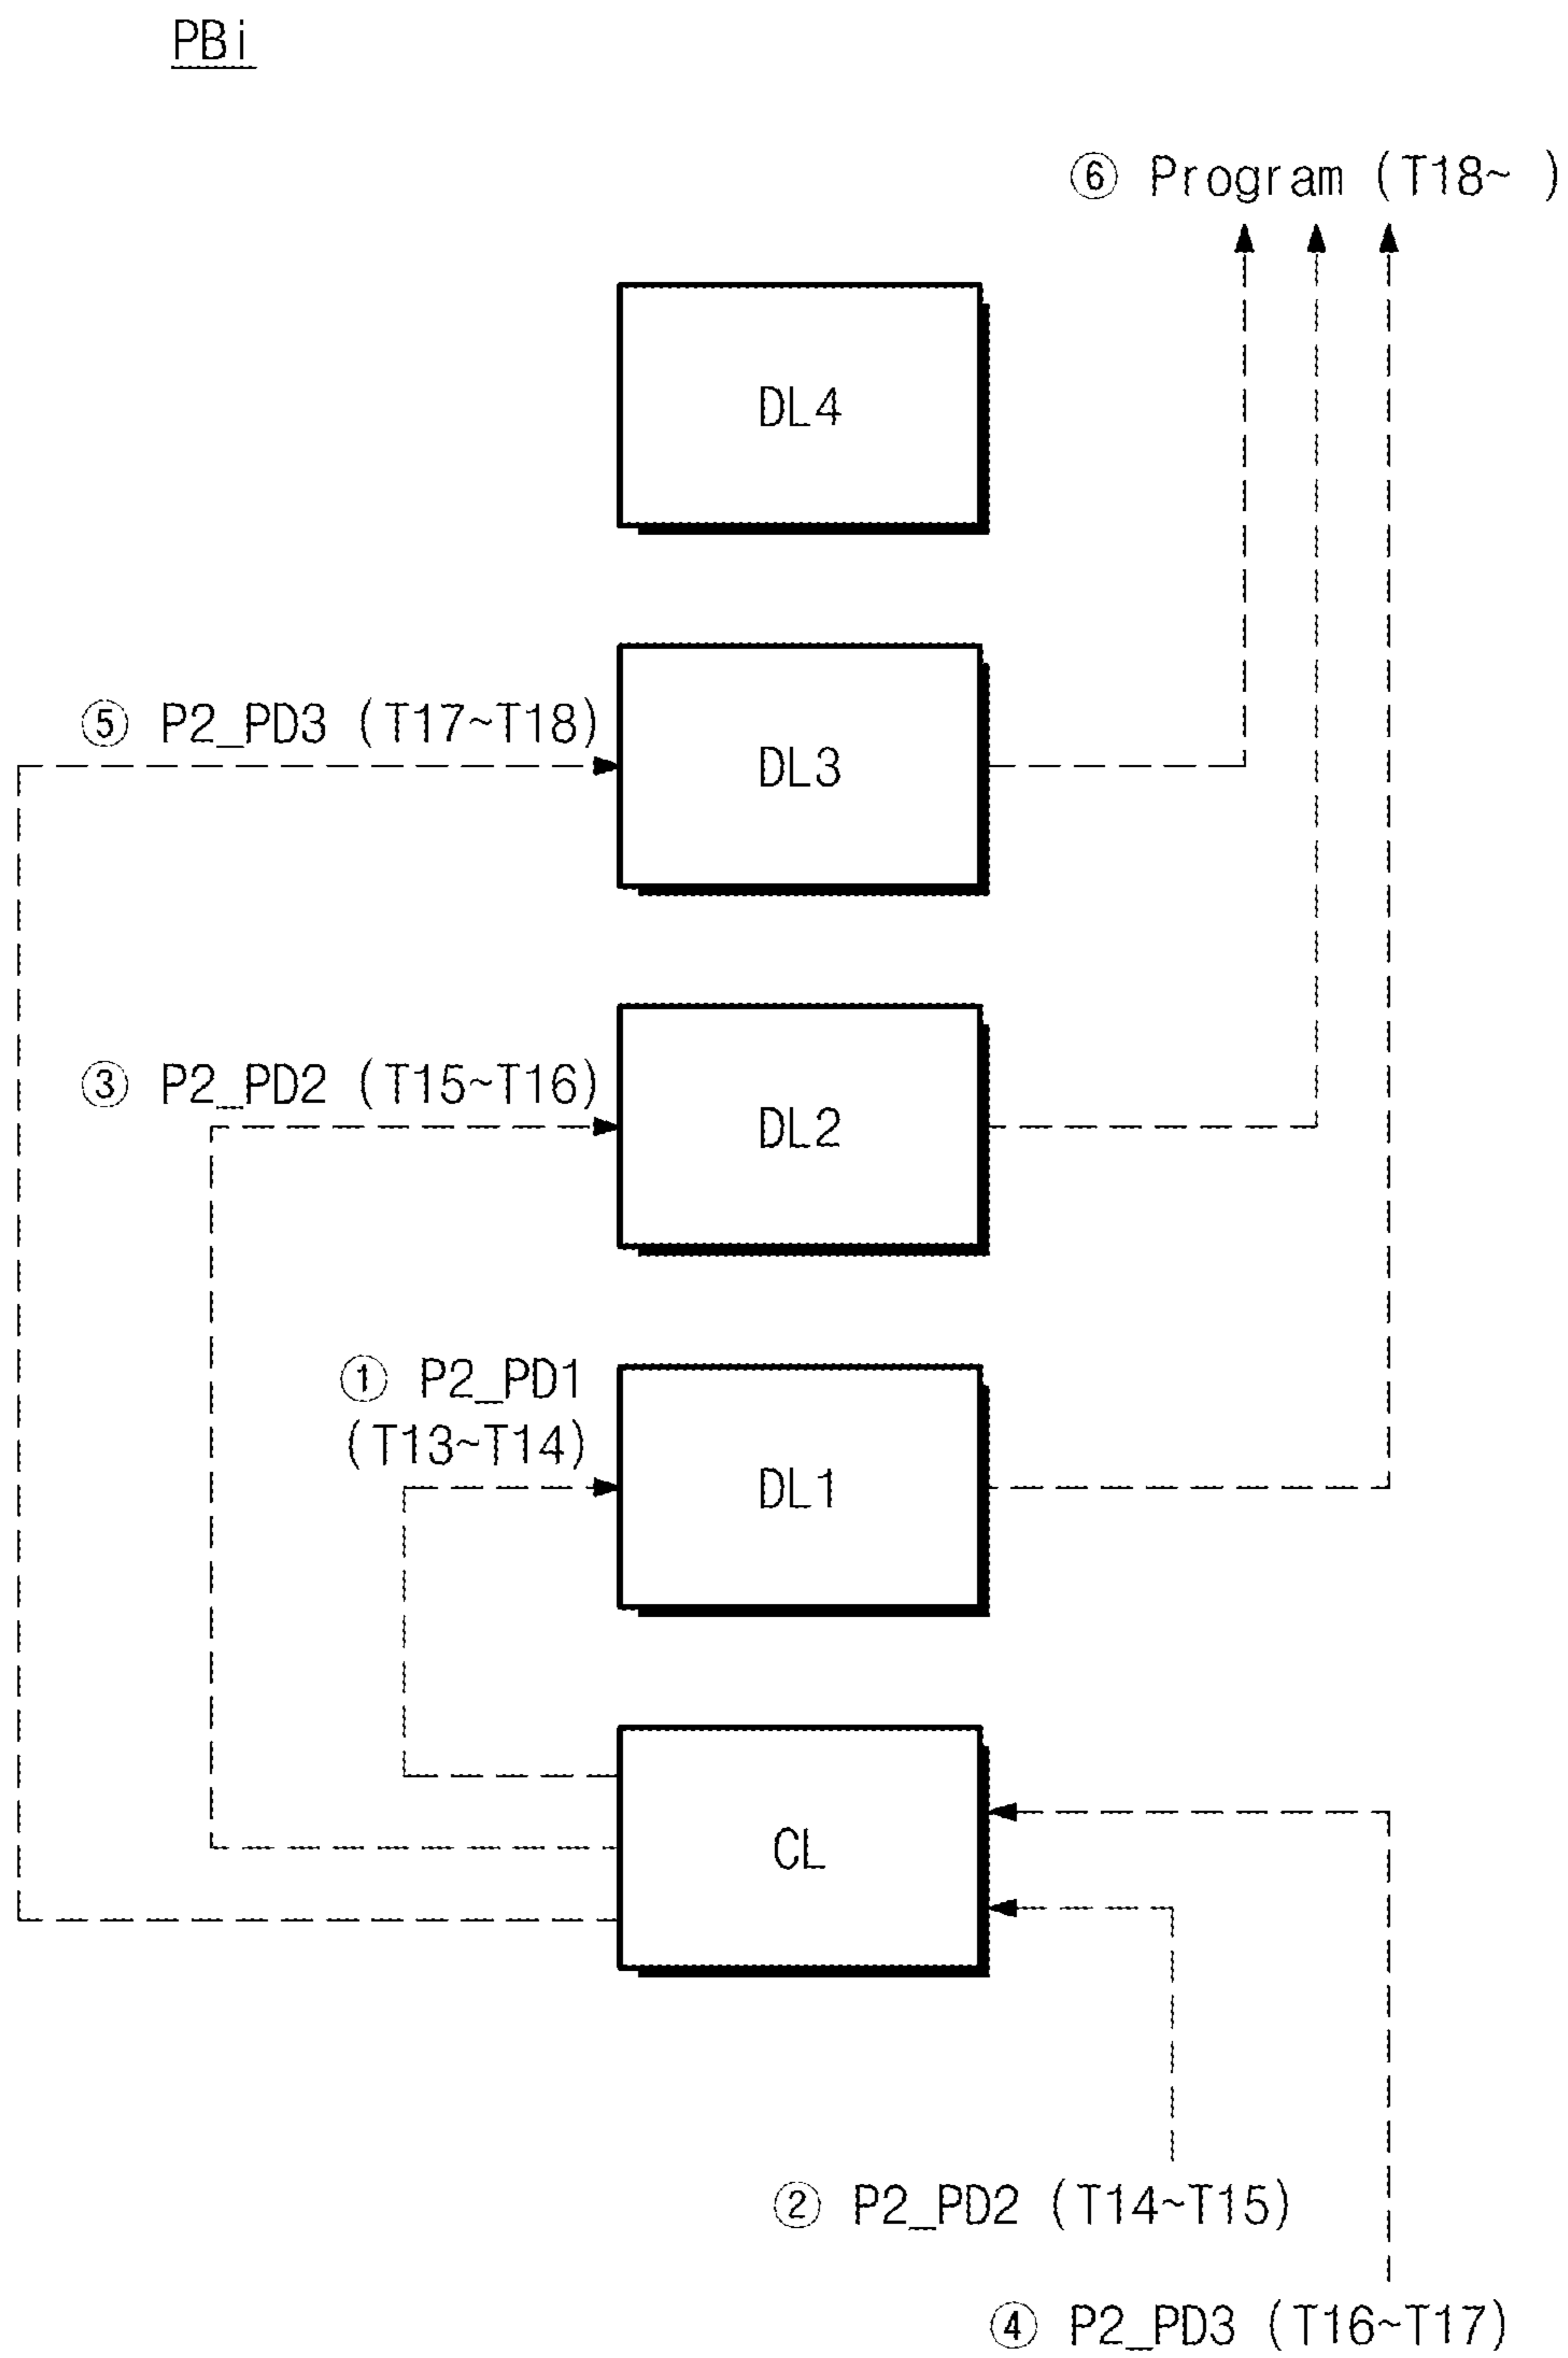 PBi
⑥ Program (T18~ )
DL4
⑤ P2_PD3 (T17~T18)
DL3
③ P2_PD2 (T15~T16)
DL2
① P2_PD1
(T13~T14)
DL1
CL
② P2_PD2 (T14~T15)
④ P2_PD3 (T16~T17)